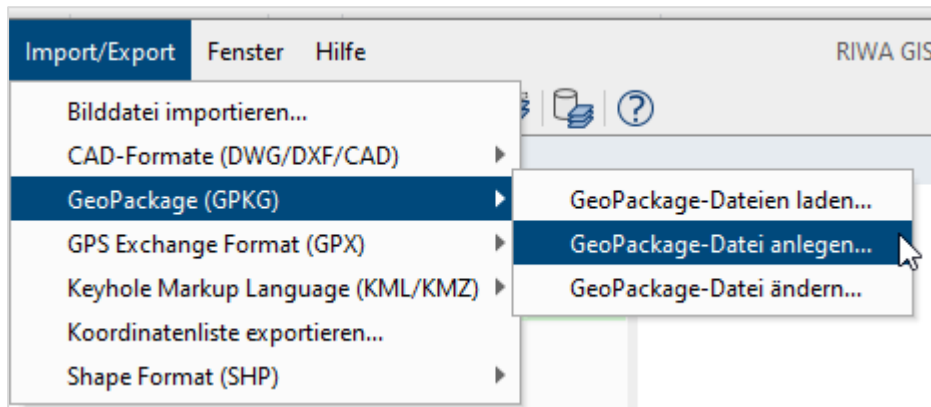 Import/Export Fenster Hilfe RIWA GIS
Bilddatei importieren...
CAD-Formate (DWG/DXF/CAD)
GeoPackage (GPKG)
GeoPackage-Dateien laden...
GPS Exchange Format (GPX)
GeoPackage-Datei anlegen...
Keyhole Markup Language (KML/KMZ)
GeoPackage-Datei ändern...
Koordinatenliste exportieren...
Shape Format (SHP)